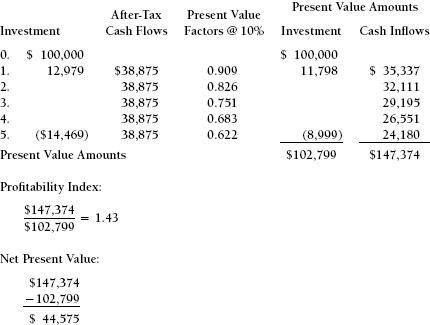 After-Tax Present Value Present Value Amounts
Investment Cash Flows Factors @ 10% Investment Cash Inflows
0. $ 100,000 $ 100,000
1. 12,979 $38,875 0.909 11,798 $ 35,337
2. 38,875 0.826 32,111
3. 38,875 0.751 29,195
4. 38,875 0.683 26,551
5. ($14,469) 38,875 0.622 (8,999) 24,180
Present Value Amounts $102,799 $147,374
Profitability Index:
$147,374
$102,799 = 1.43
Net Present Value:
$147,374
−102,799
$ 44,575